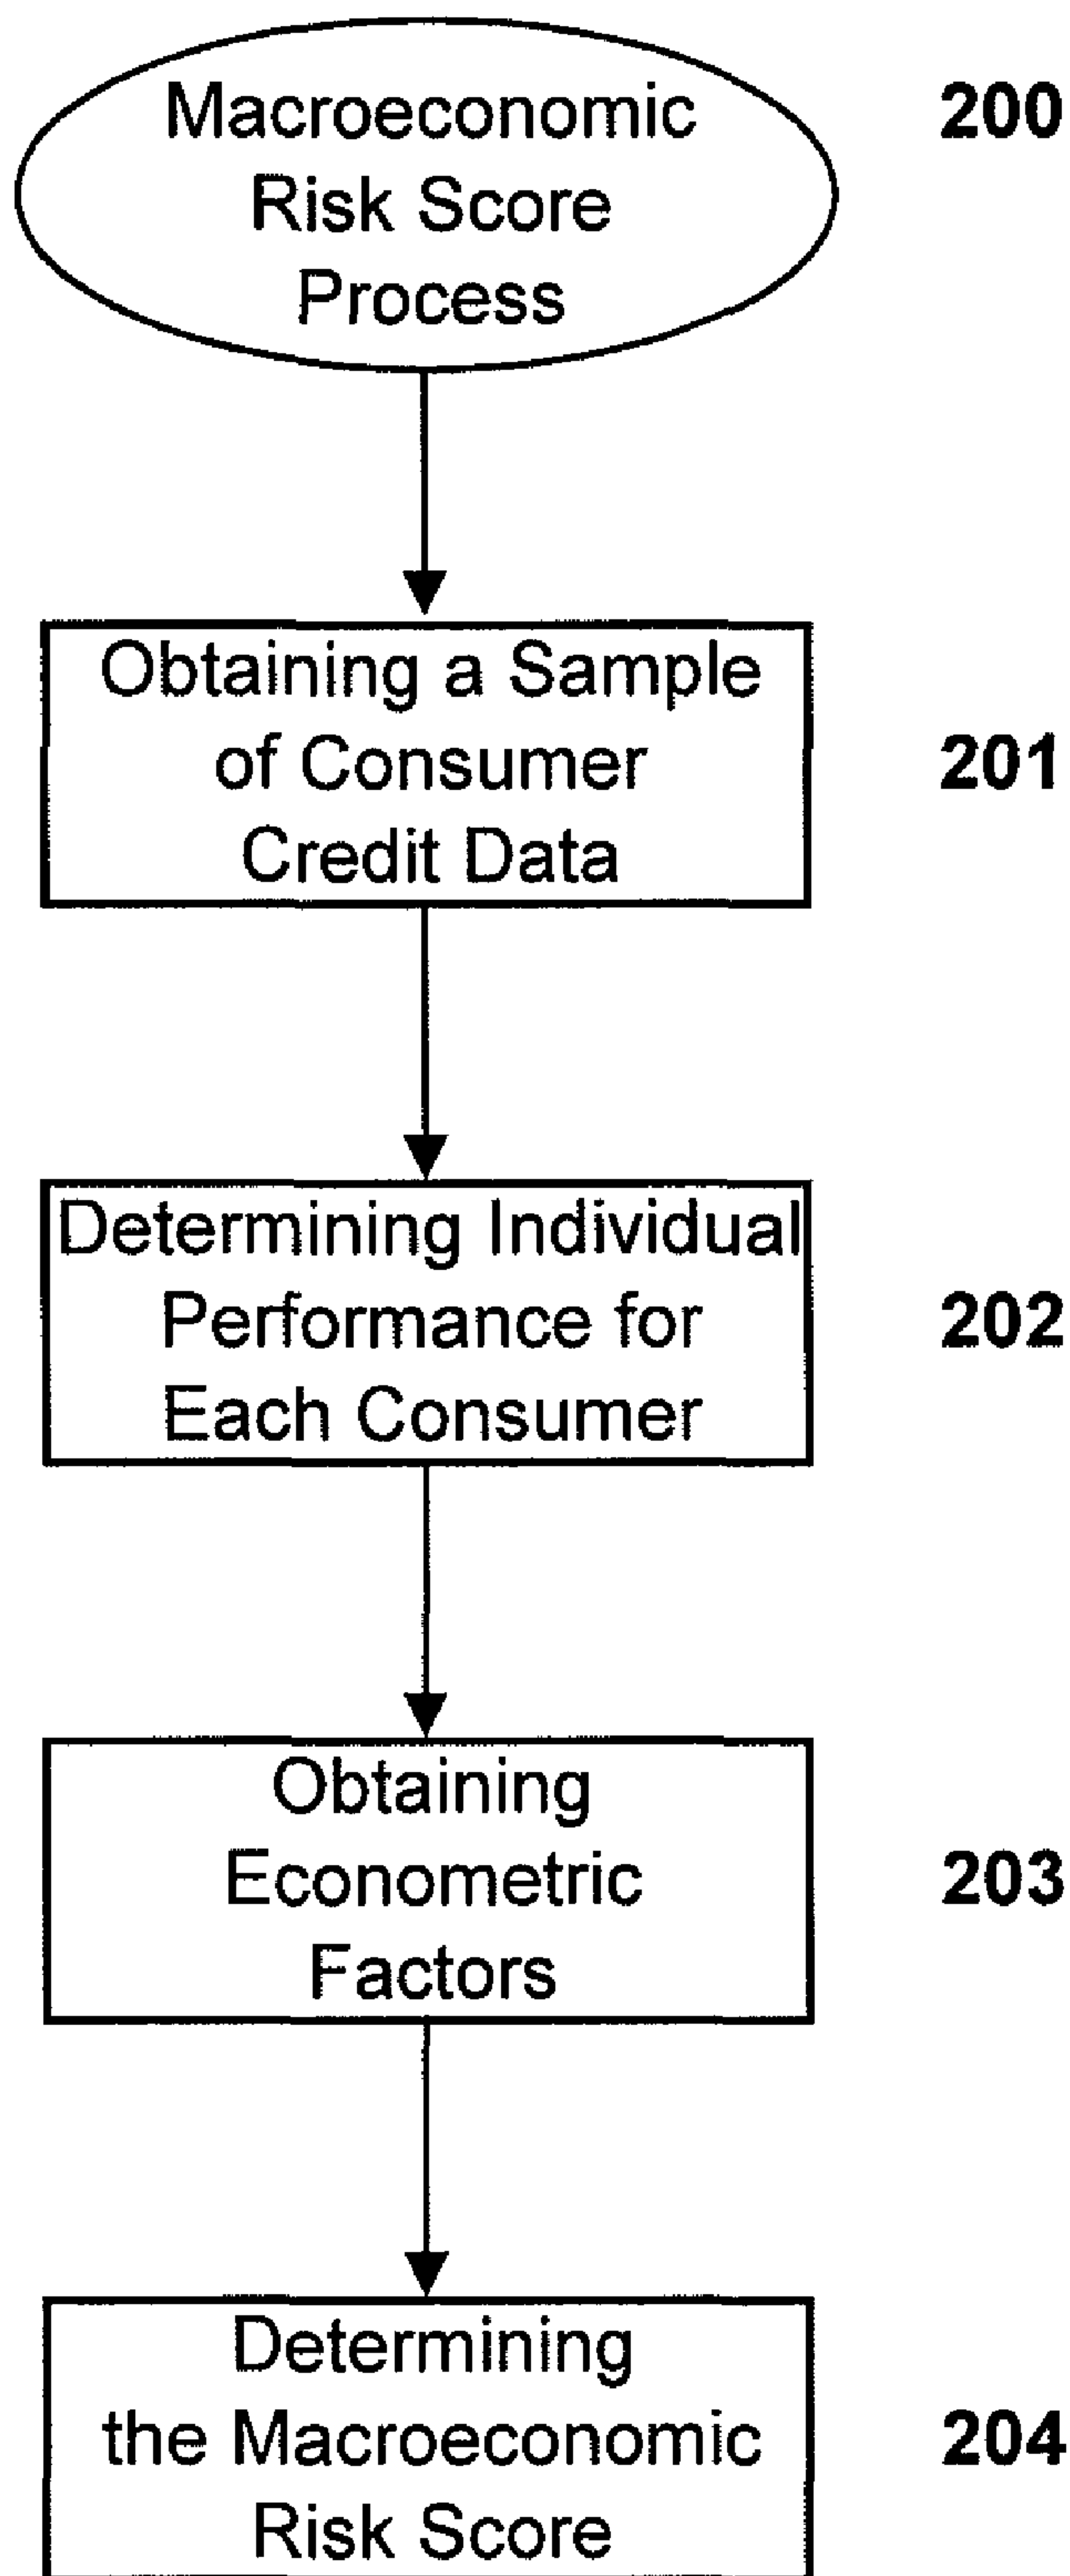 Macroeconomic
Risk Score
Process
200
Obtaining a Sample
of Consumer
Credit Data
201
Determining Individual
Performance for
Each Consumer
202
Obtaining
Econometric
Factors
203
Determining
the Macroeconomic
Risk Score
204